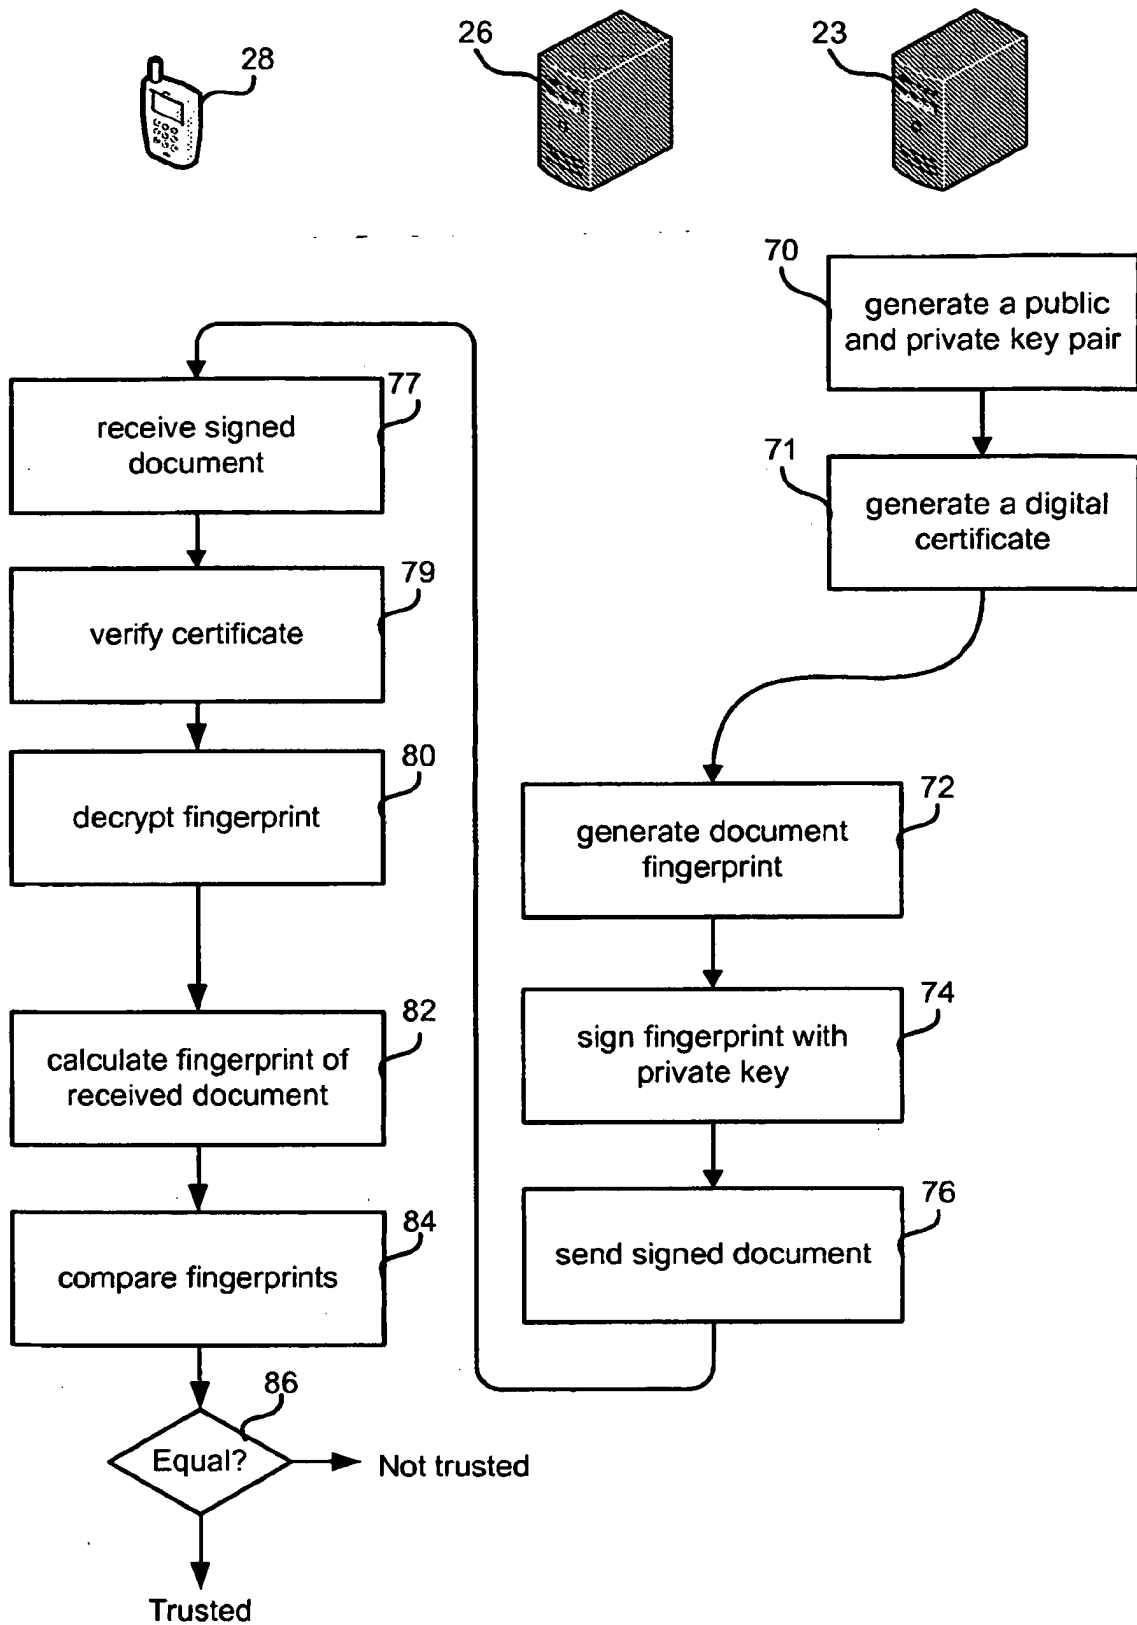 28
26
23
70
generate a public
and private key pair
71
generate a digital
certificate
72
generate document
fingerprint
74
sign fingerprint with
private key
76
send signed document
77
receive signed
document
79
verify certificate
80
decrypt fingerprint
82
calculate fingerprint of
received document
84
compare fingerprints
86
Equal?
Not trusted
Trusted